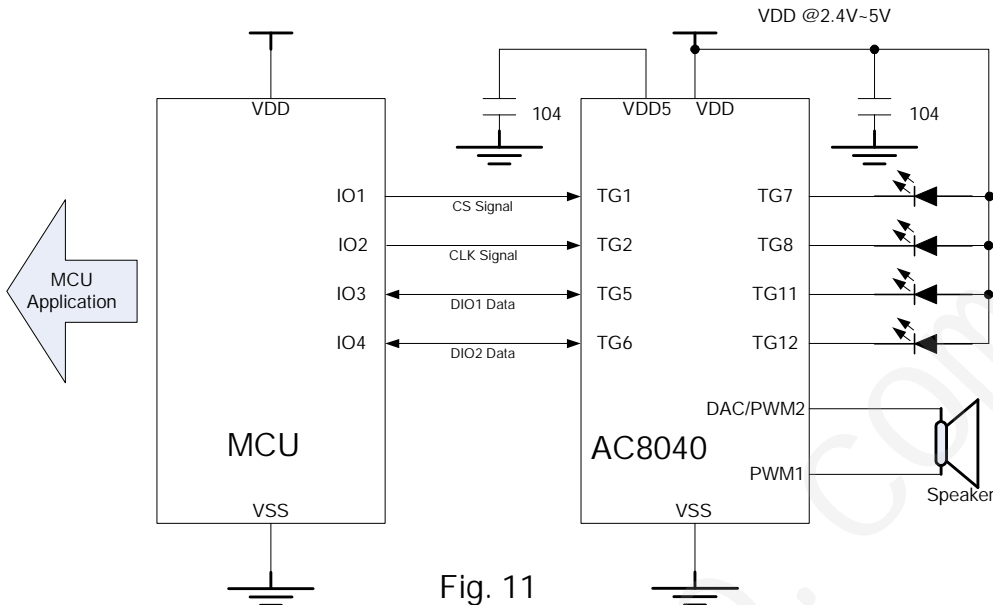 VDD @2.4V~5V
VDD
VDD5
VDD
104
104
IO1
CS Signal
TG1
TG7
IO2
CLK Signal
TG2
TG8
MCU
Application
IO3
DIO1 Data
TG5
TG11
IO4
DIO2 Data
TG6
TG12
DAC/PWM2
MCU
AC8040
PWM1
Speaker
VSS
VSS
Fig. 11